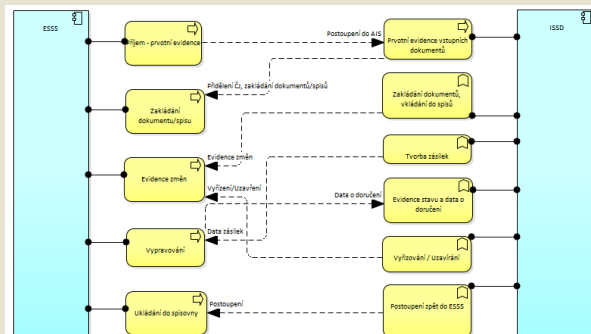 ESSS
ISSD
Příjem - prvotní evidence
Postoupení do AIS
Prvotní evidence vstupních
dokumentů
Přidělení Čj, zakládání dokumentů/spisů
Zakládání
dokumentu/spisu
Zakládání dokumentů,
vkládání do spisů
Evidence změn
Tvorba zásilek
Evidence změn
Vyřízení/Uzavření
Data o doručení
Evidence stavu a data o
doručení
Data zásilek
Vypravování
Vyřizování / Uzavírání
Ukládání do spisovny
Postoupení
Postoupení zpět do ESSS